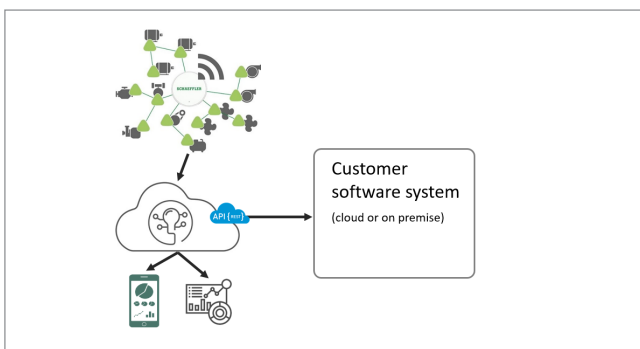 SCHAEFFLER
API {REST}
Customer
software system
(cloud or on premise)